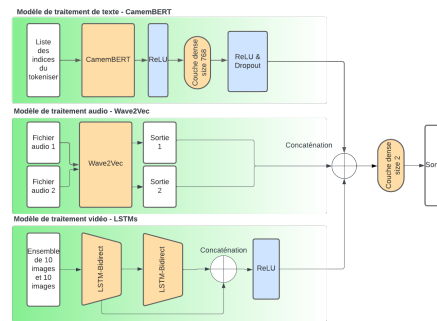 Modèle de traitement de texte - CamemBERT
Liste
des
indices
du
tokeniser
CamemBERT
ReLU
Couche dense
size 768
ReLU &
Dropout
Modèle de traitement audio - Wave2Vec
Fichier
audio 1
Fichier
audio 2
Wave2Vec
Sortie
1
Sortie
2
Concaténation
Couche dense
size 2
Sor
Modèle de traitement vidéo - LSTMs
Ensemble
de 10
images
et 10
images
LSTM-Bidirect
LSTM-Bidirect
Concaténation
ReLU